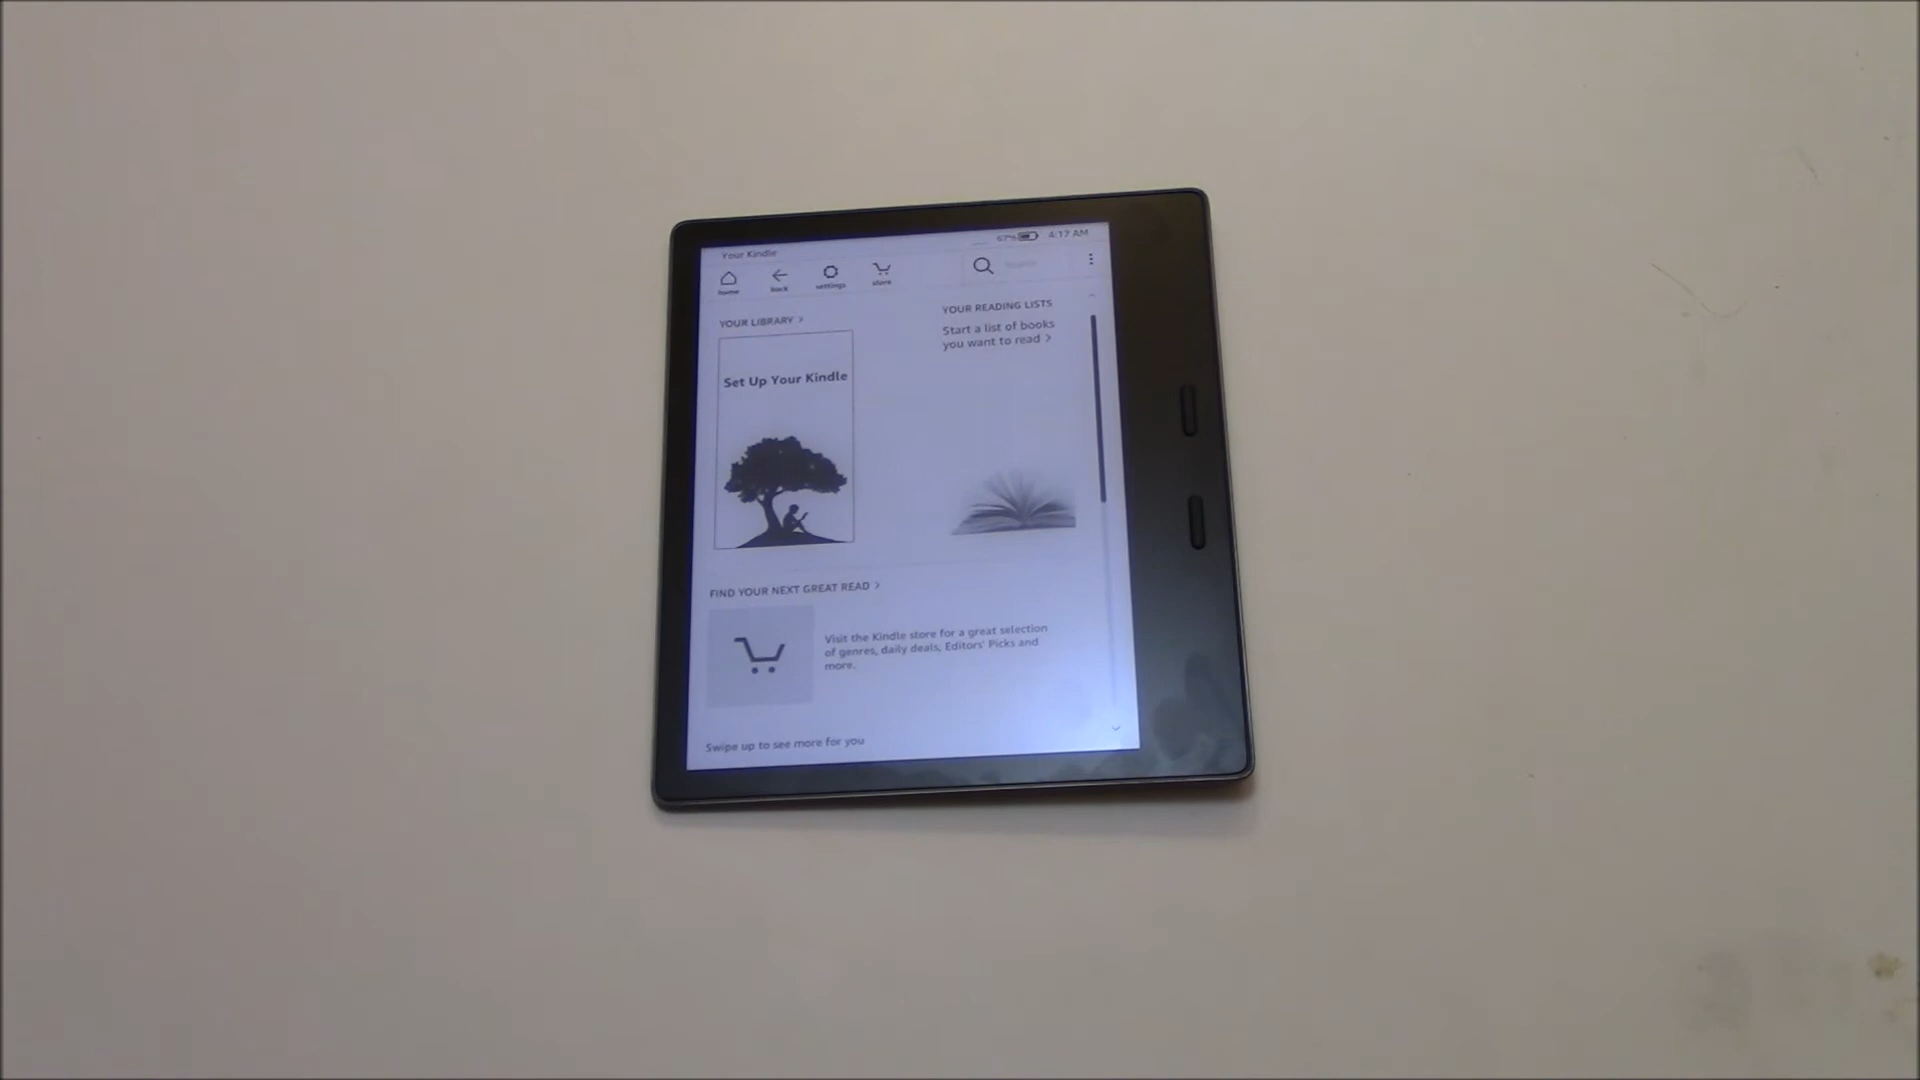 Your Kindle
67% 4:17 AM
home
back
settings
store
YOUR LIBRARY >
Set Up Your Kindle
YOUR READING LISTS
Start a list of books
you want to read >
FIND YOUR NEXT GREAT READ >
Visit the Kindle store for a great selection
of genres, daily deals, Editors' Picks and
more.
Swipe up to see more for you